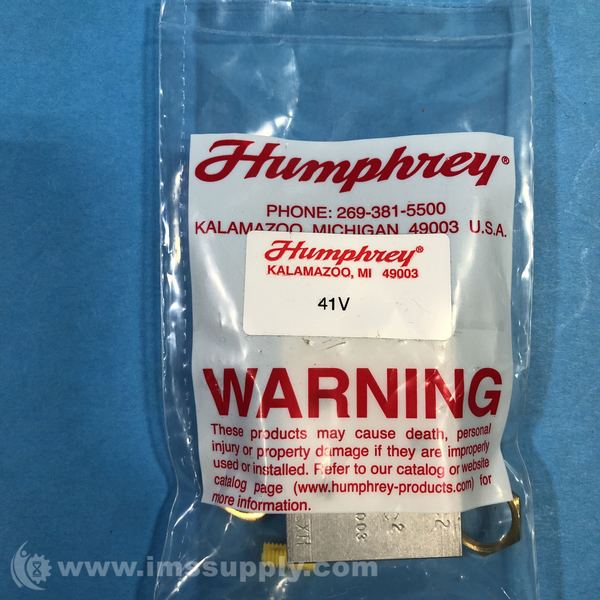 Humphrey®
PHONE: 269-381-5500
KALAMAZOO, MICHIGAN 49003 U.S.A.
Humphrey®
KALAMAZOO, MI 49003
41V
WARNING
These products may cause death, personal
injury or property damage if they are improperly
used or installed. Refer to our catalog or website
catalog page (www.humphrey-products.com) for
more information.
www.imssupply.com